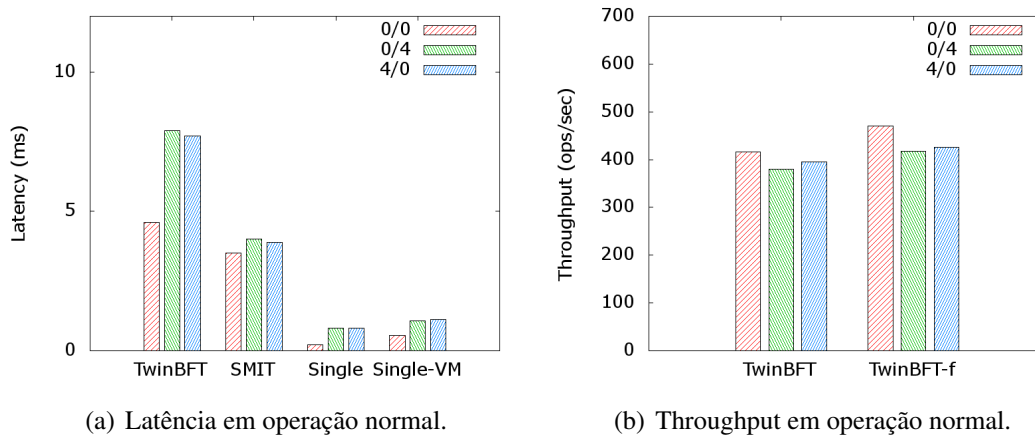 0/0
0/4
4/0
Latency (ms)
10
5
0
TwinBFT SMIT Single Single-VM
(a) Latência em operação normal.
0/0
0/4
4/0
Throughput (ops/sec)
700
600
500
400
300
200
100
0
TwinBFT TwinBFT-f
(b) Throughput em operação normal.